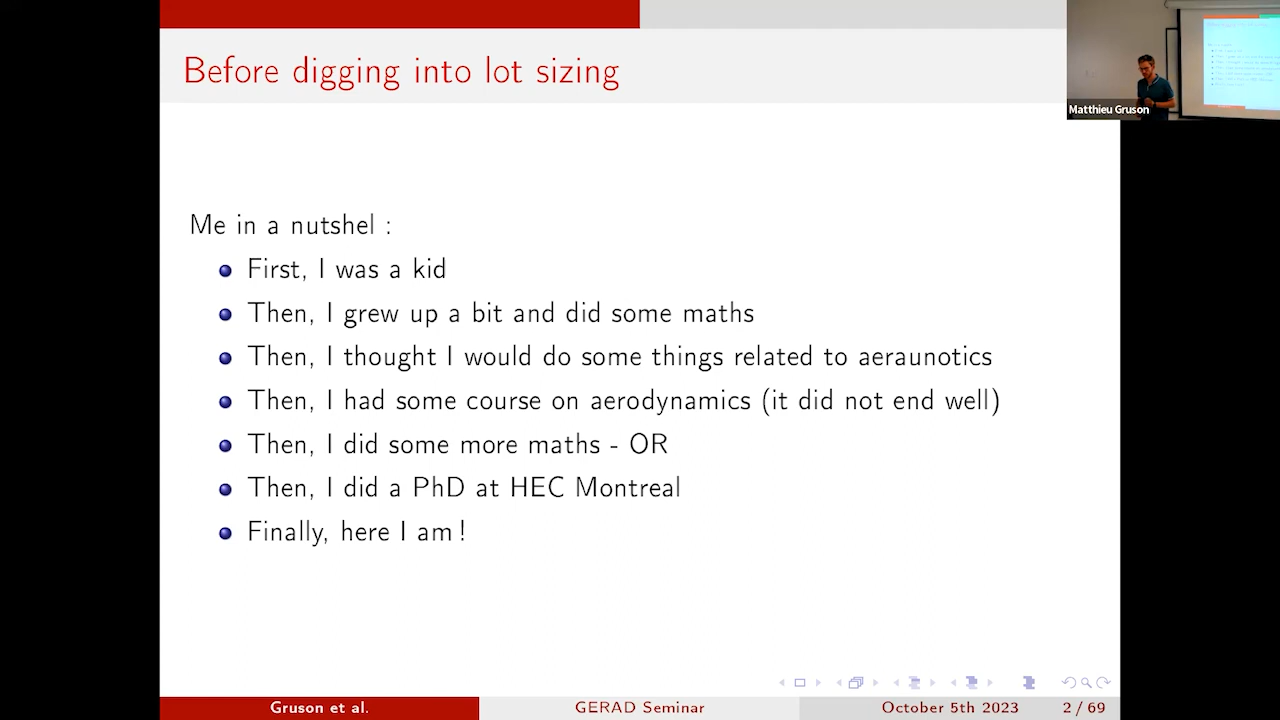 Before digging into lot sizing
Matthieu Gruson
Me in a nutshel :
First, I was a kid
Then, I grew up a bit and did some maths
Then, I thought I would do some things related to aeraunotics
Then, I had some course on aerodynamics (it did not end well)
Then, I did some more maths - OR
Then, I did a PhD at HEC Montreal
Finally, here I am !
Gruson et al.
GERAD Seminar
October 5th 2023
2 / 69